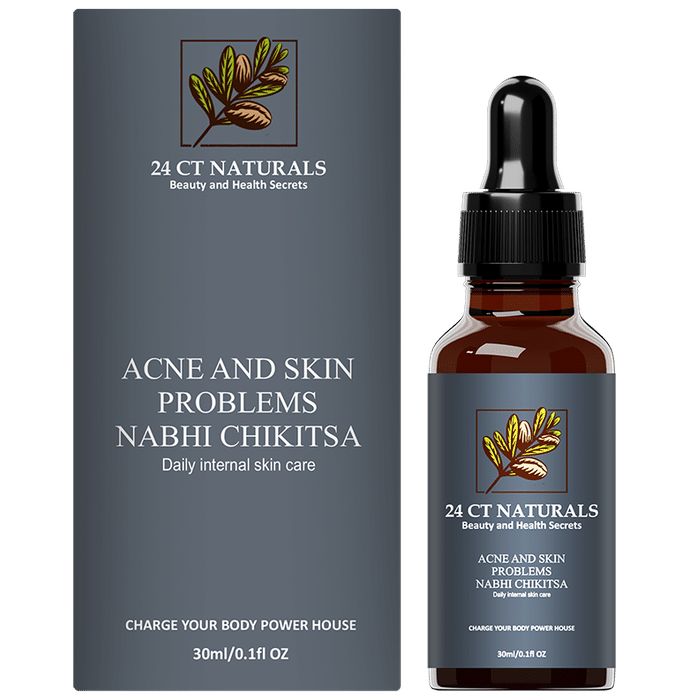 24 CT NATURALS
Beauty and Health Secrets
ACNE AND SKIN
PROBLEMS
NABHI CHIKITSA
Daily internal skin care
CHARGE YOUR BODY POWER HOUSE
30ml/0.1fl OZ
24 CT NATURALS
Beauty and Health Secrets
ACNE AND SKIN
PROBLEMS
NABHI CHIKITSA
Daily internal skin care
CHARGE YOUR BODY POWER HOUSE
30ml/0.1fl OZ